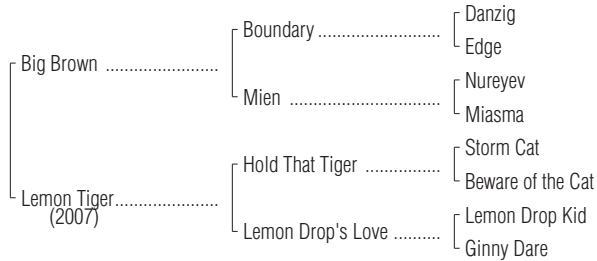 Danzig
Boundary ..............................
Edge
Big Brown ............................
Nureyev
Mien .....................................
Miasma
Storm Cat
Hold That Tiger ...................
Beware of the Cat
Lemon Tiger..........................
(2007)
Lemon Drop Kid
Lemon Drop's Love ............
Ginny Dare